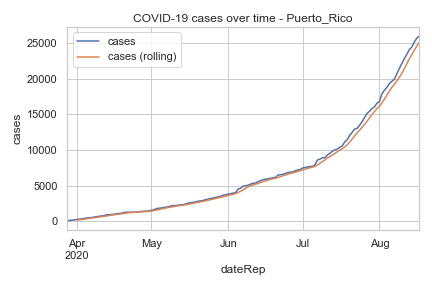 COVID-19 cases over time - Puerto_Rico
cases
cases (rolling)
25000
20000
15000
10000
5000
0
cases
Apr
2020
May
Jun
Jul
Aug
dateRep